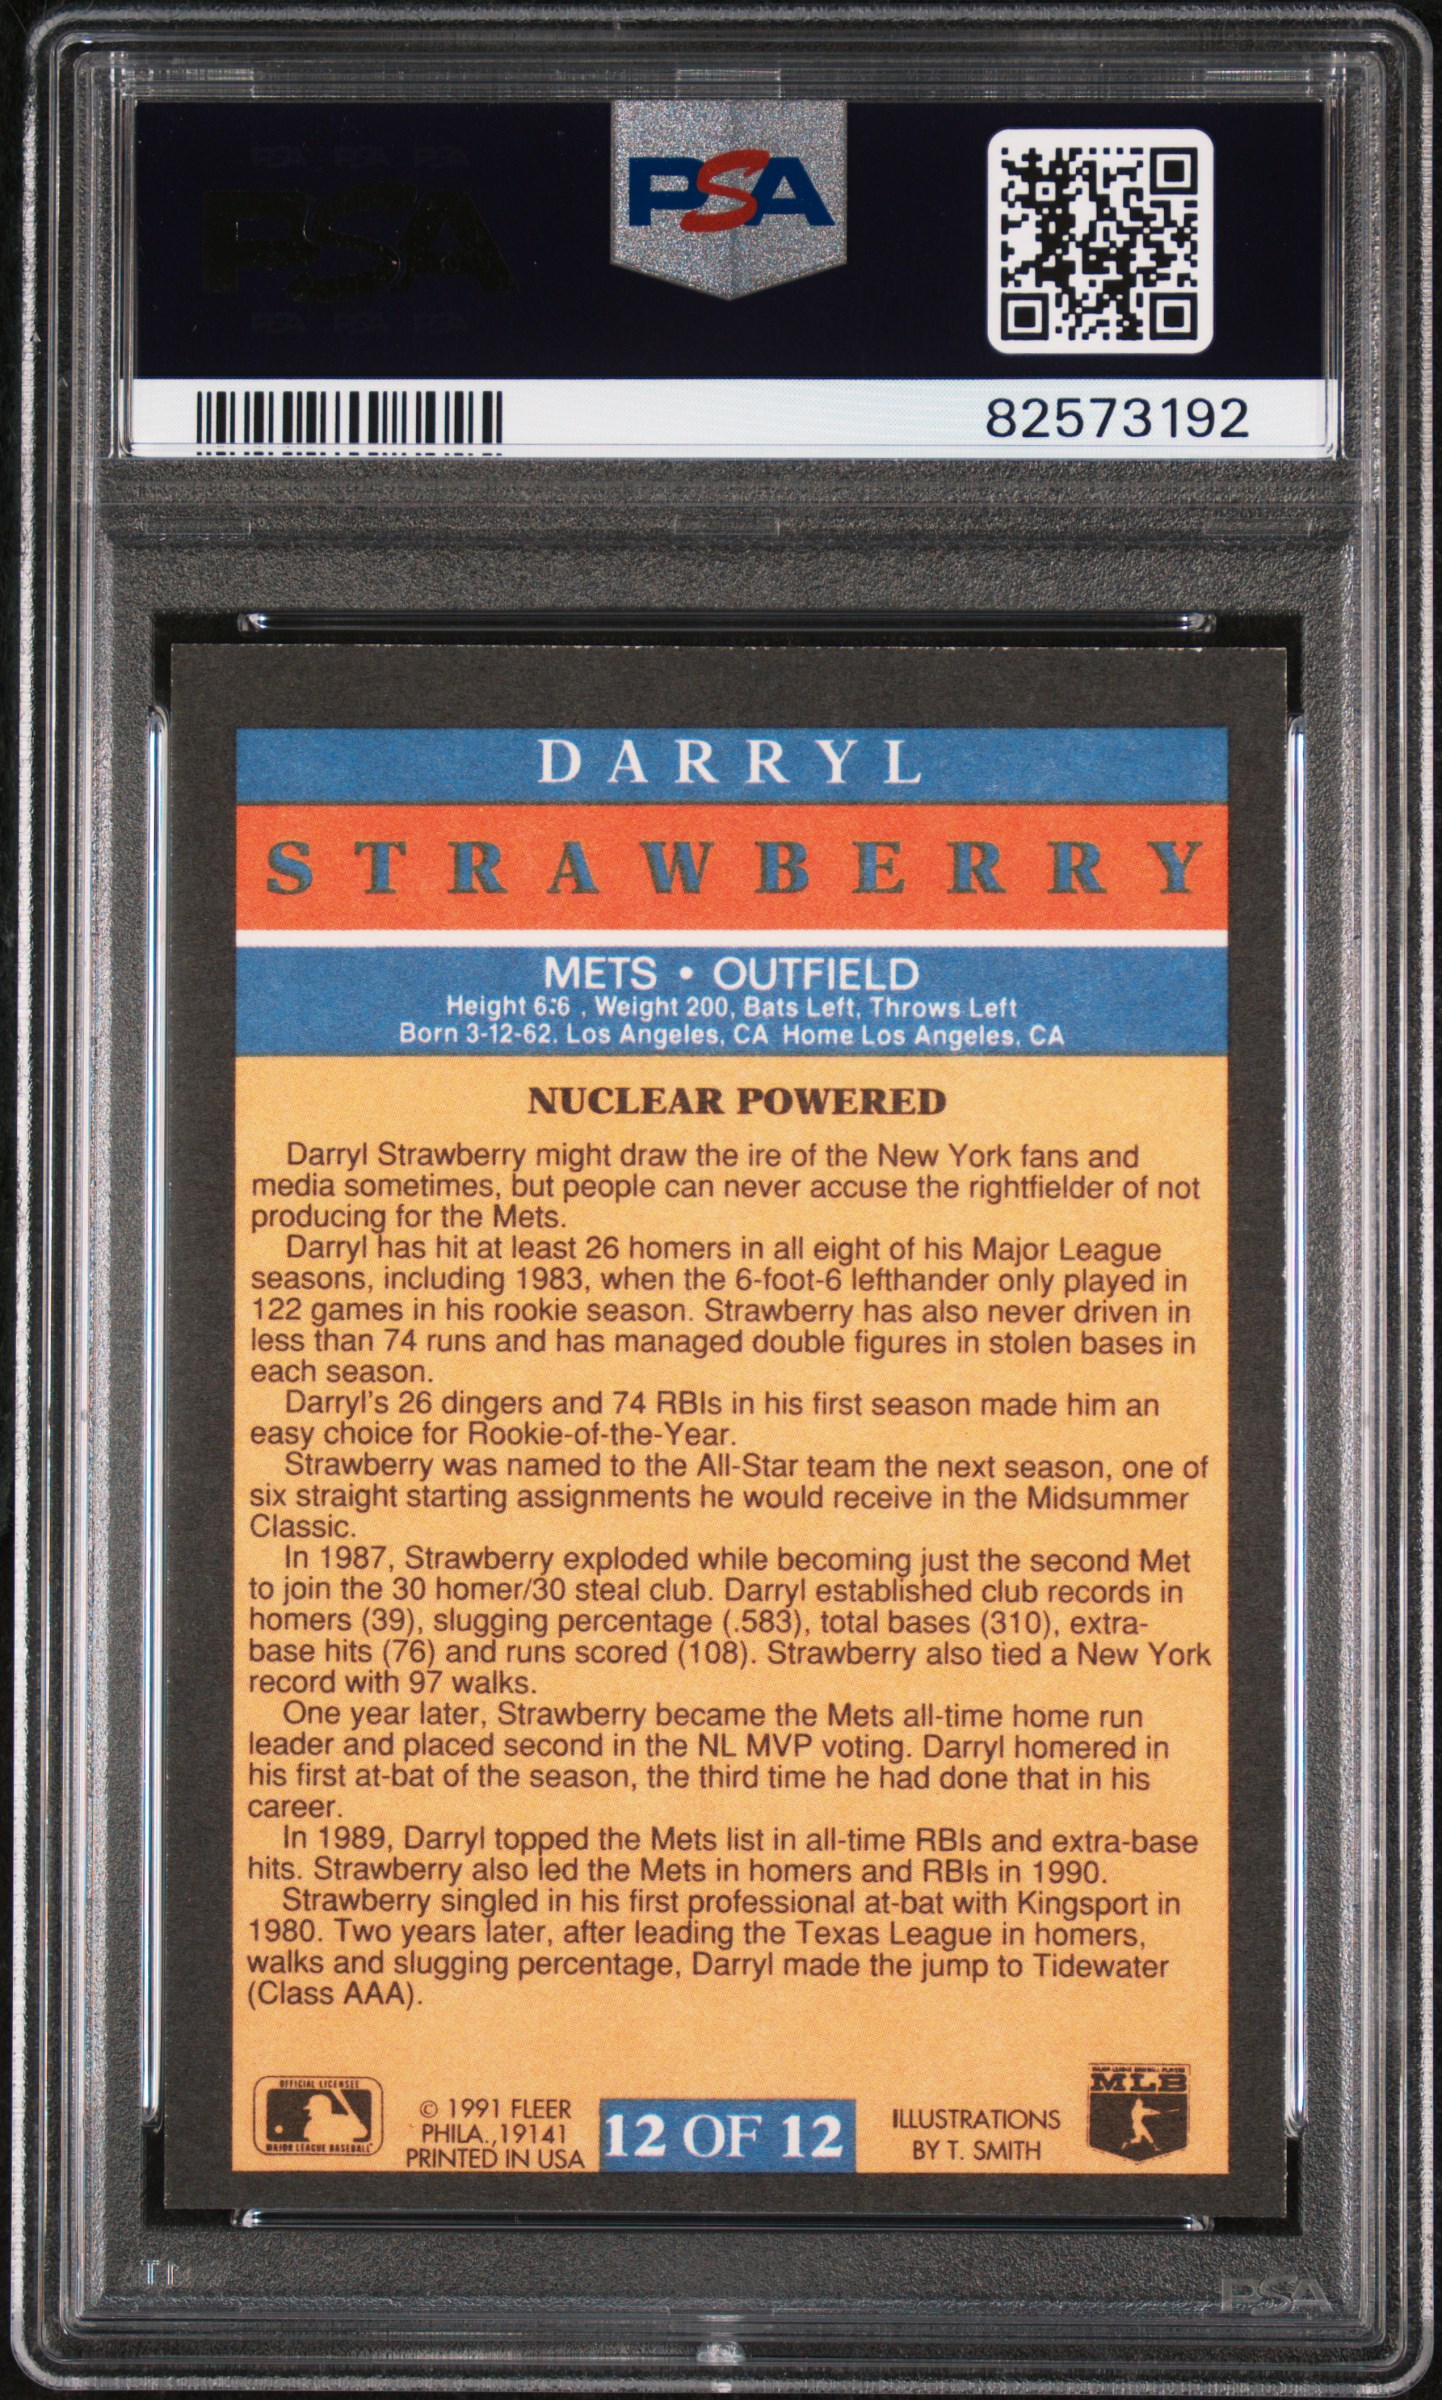 PSA PSA PSA
PSA
PSA
PSA PSA PSA
82573192
DARRYL
STRAWBERRY
METS • OUTFIELD
Height 6:6 , Weight 200, Bats Left, Throws Left
Born 3-12-62. Los Angeles, CA Home Los Angeles, CA
NUCLEAR POWERED
Darryl Strawberry might draw the ire of the New York fans and
media sometimes, but people can never accuse the rightfielder of not
producing for the Mets.
Darryl has hit at least 26 homers in all eight of his Major League
seasons, including 1983, when the 6-foot-6 lefthander only played in
122 games in his rookie season. Strawberry has also never driven in
less than 74 runs and has managed double figures in stolen bases in
each season.
Darryl's 26 dingers and 74 RBIs in his first season made him an
easy choice for Rookie-of-the-Year.
Strawberry was named to the All-Star team the next season, one of
six straight starting assignments he would receive in the Midsummer
Classic.
In 1987, Strawberry exploded while becoming just the second Met
to join the 30 homer/30 steal club. Darryl established club records in
homers (39), slugging percentage (.583), total bases (310), extra-
base hits (76) and runs scored (108). Strawberry also tied a New York
record with 97 walks.
One year later, Strawberry became the Mets all-time home run
leader and placed second in the NL MVP voting. Darryl homered in
his first at-bat of the season, the third time he had done that in his
career.
In 1989, Darryl topped the Mets list in all-time RBIs and extra-base
hits. Strawberry also led the Mets in homers and RBIs in 1990.
Strawberry singled in his first professional at-bat with Kingsport in
1980. Two years later, after leading the Texas League in homers,
walks and slugging percentage, Darryl made the jump to Tidewater
(Class AAA).
OFFICIAL LICENSEE
MAJOR LEAGUE BASEBALL
© 1991 FLEER
PHILA., 19141
PRINTED IN USA
12 OF 12
ILLUSTRATIONS
BY T. SMITH
MAJOR LEAGUE BASEBALL PLAYERS
MLB
PSA